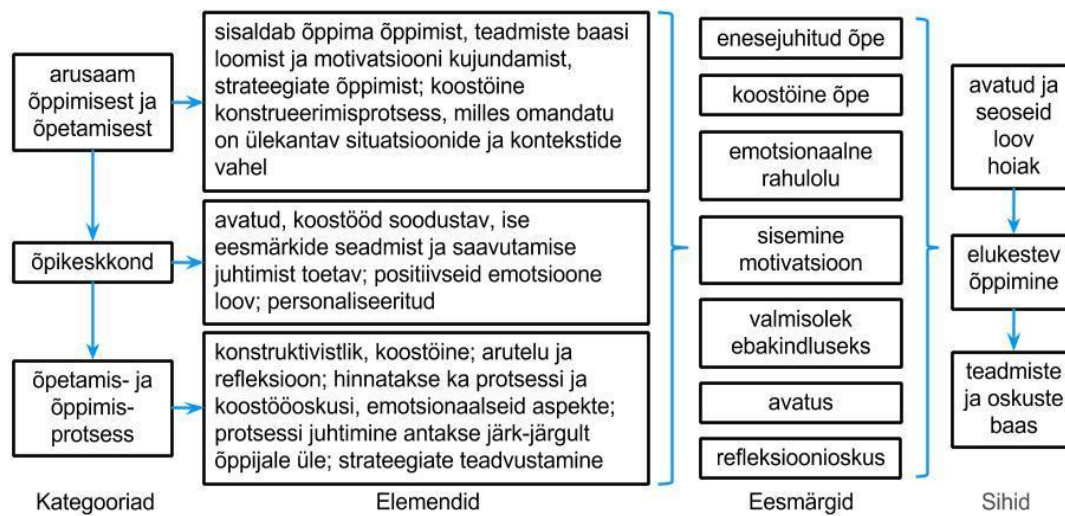 arusaam
õppimisest ja
õpetamisest
sisaldab õppima õppimist, teadmiste baasi
loomist ja motivatsiooni kujundamist,
strateegiate õppimist; koostöine
konstrueerimisprotsess, milles omandatu
on ülekantav situatsioonide ja kontekstide
vahel
õpikeskkond
avatud, koostööd soodustav, ise
eesmärkide seadmist ja saavutamise
juhtimist toetav; positiivseid emotsioone
loov; personaliseeritud
õpetamis- ja
õppimis-
protsess
konstruktivistlik, koostöine; arutelu ja
refleksioon; hinnatakse ka protsessi ja
koostööoskusi, emotsionaalseid aspekte;
protsessi juhtimine antakse järk-järgult
õppijale üle; strateegiate teadvustamine
enesejuhitud õpe
koostöine õpe
emotsionaalne
rahulolu
sisemine
motivatsioon
valmisolek
ebakindluseks
avatus
refleksioonioskus
avatud ja
seoseid
loov
hoiak
elukestev
õppimine
teadmiste
ja oskuste
baas
Kategooriad
Elemendid
Eesmärgid
Sihid